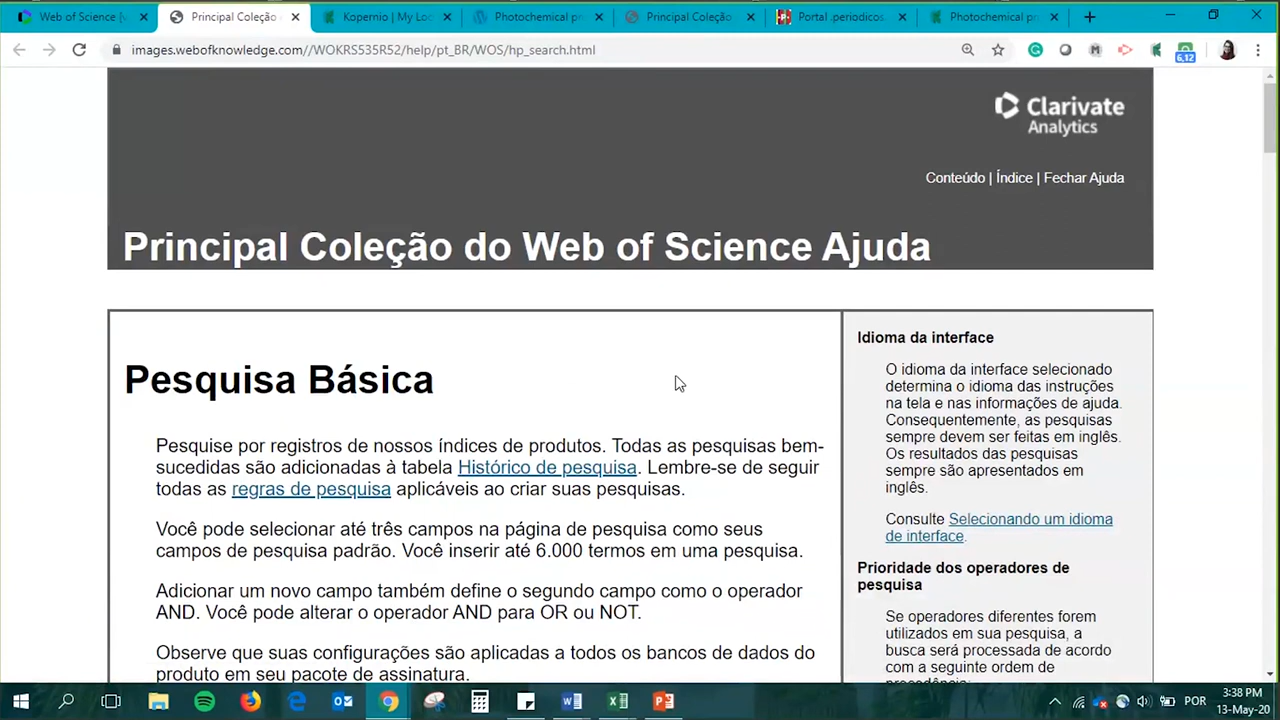 Web of Science [v
Principal Coleção
Kopernio | My Loc
Photochemical pr
Principal Coleção
Portal .periodicos.
Photochemical pr
images.webofknowledge.com//WOKRS535R52/help/pt_BR/WOS/hp_search.html
6.12
Clarivate
Analytics
Conteúdo | Índice | Fechar Ajuda
Principal Coleção do Web of Science Ajuda
Pesquisa Básica
Pesquise por registros de nossos índices de produtos. Todas as pesquisas bem-
sucedidas são adicionadas à tabela Histórico de pesquisa. Lembre-se de seguir
todas as regras de pesquisa aplicáveis ao criar suas pesquisas.
Você pode selecionar até três campos na página de pesquisa como seus
campos de pesquisa padrão. Você inserir até 6.000 termos em uma pesquisa.
Adicionar um novo campo também define o segundo campo como o operador
AND. Você pode alterar o operador AND para OR ou NOT.
Observe que suas configurações são aplicadas a todos os bancos de dados do
produto em seu pacote de assinatura.
Idioma da interface
O idioma da interface selecionado
determina o idioma das instruções
na tela e nas informações de ajuda.
Consequentemente, as pesquisas
sempre devem ser feitas em inglês.
Os resultados das pesquisas
sempre são apresentados em
inglês.
Consulte Selecionando um idioma
de interface.
Prioridade dos operadores de
pesquisa
Se operadores diferentes forem
utilizados em sua pesquisa, a
busca será processada de acordo
com a seguinte ordem de
POR
3:38 PM
13-May-20